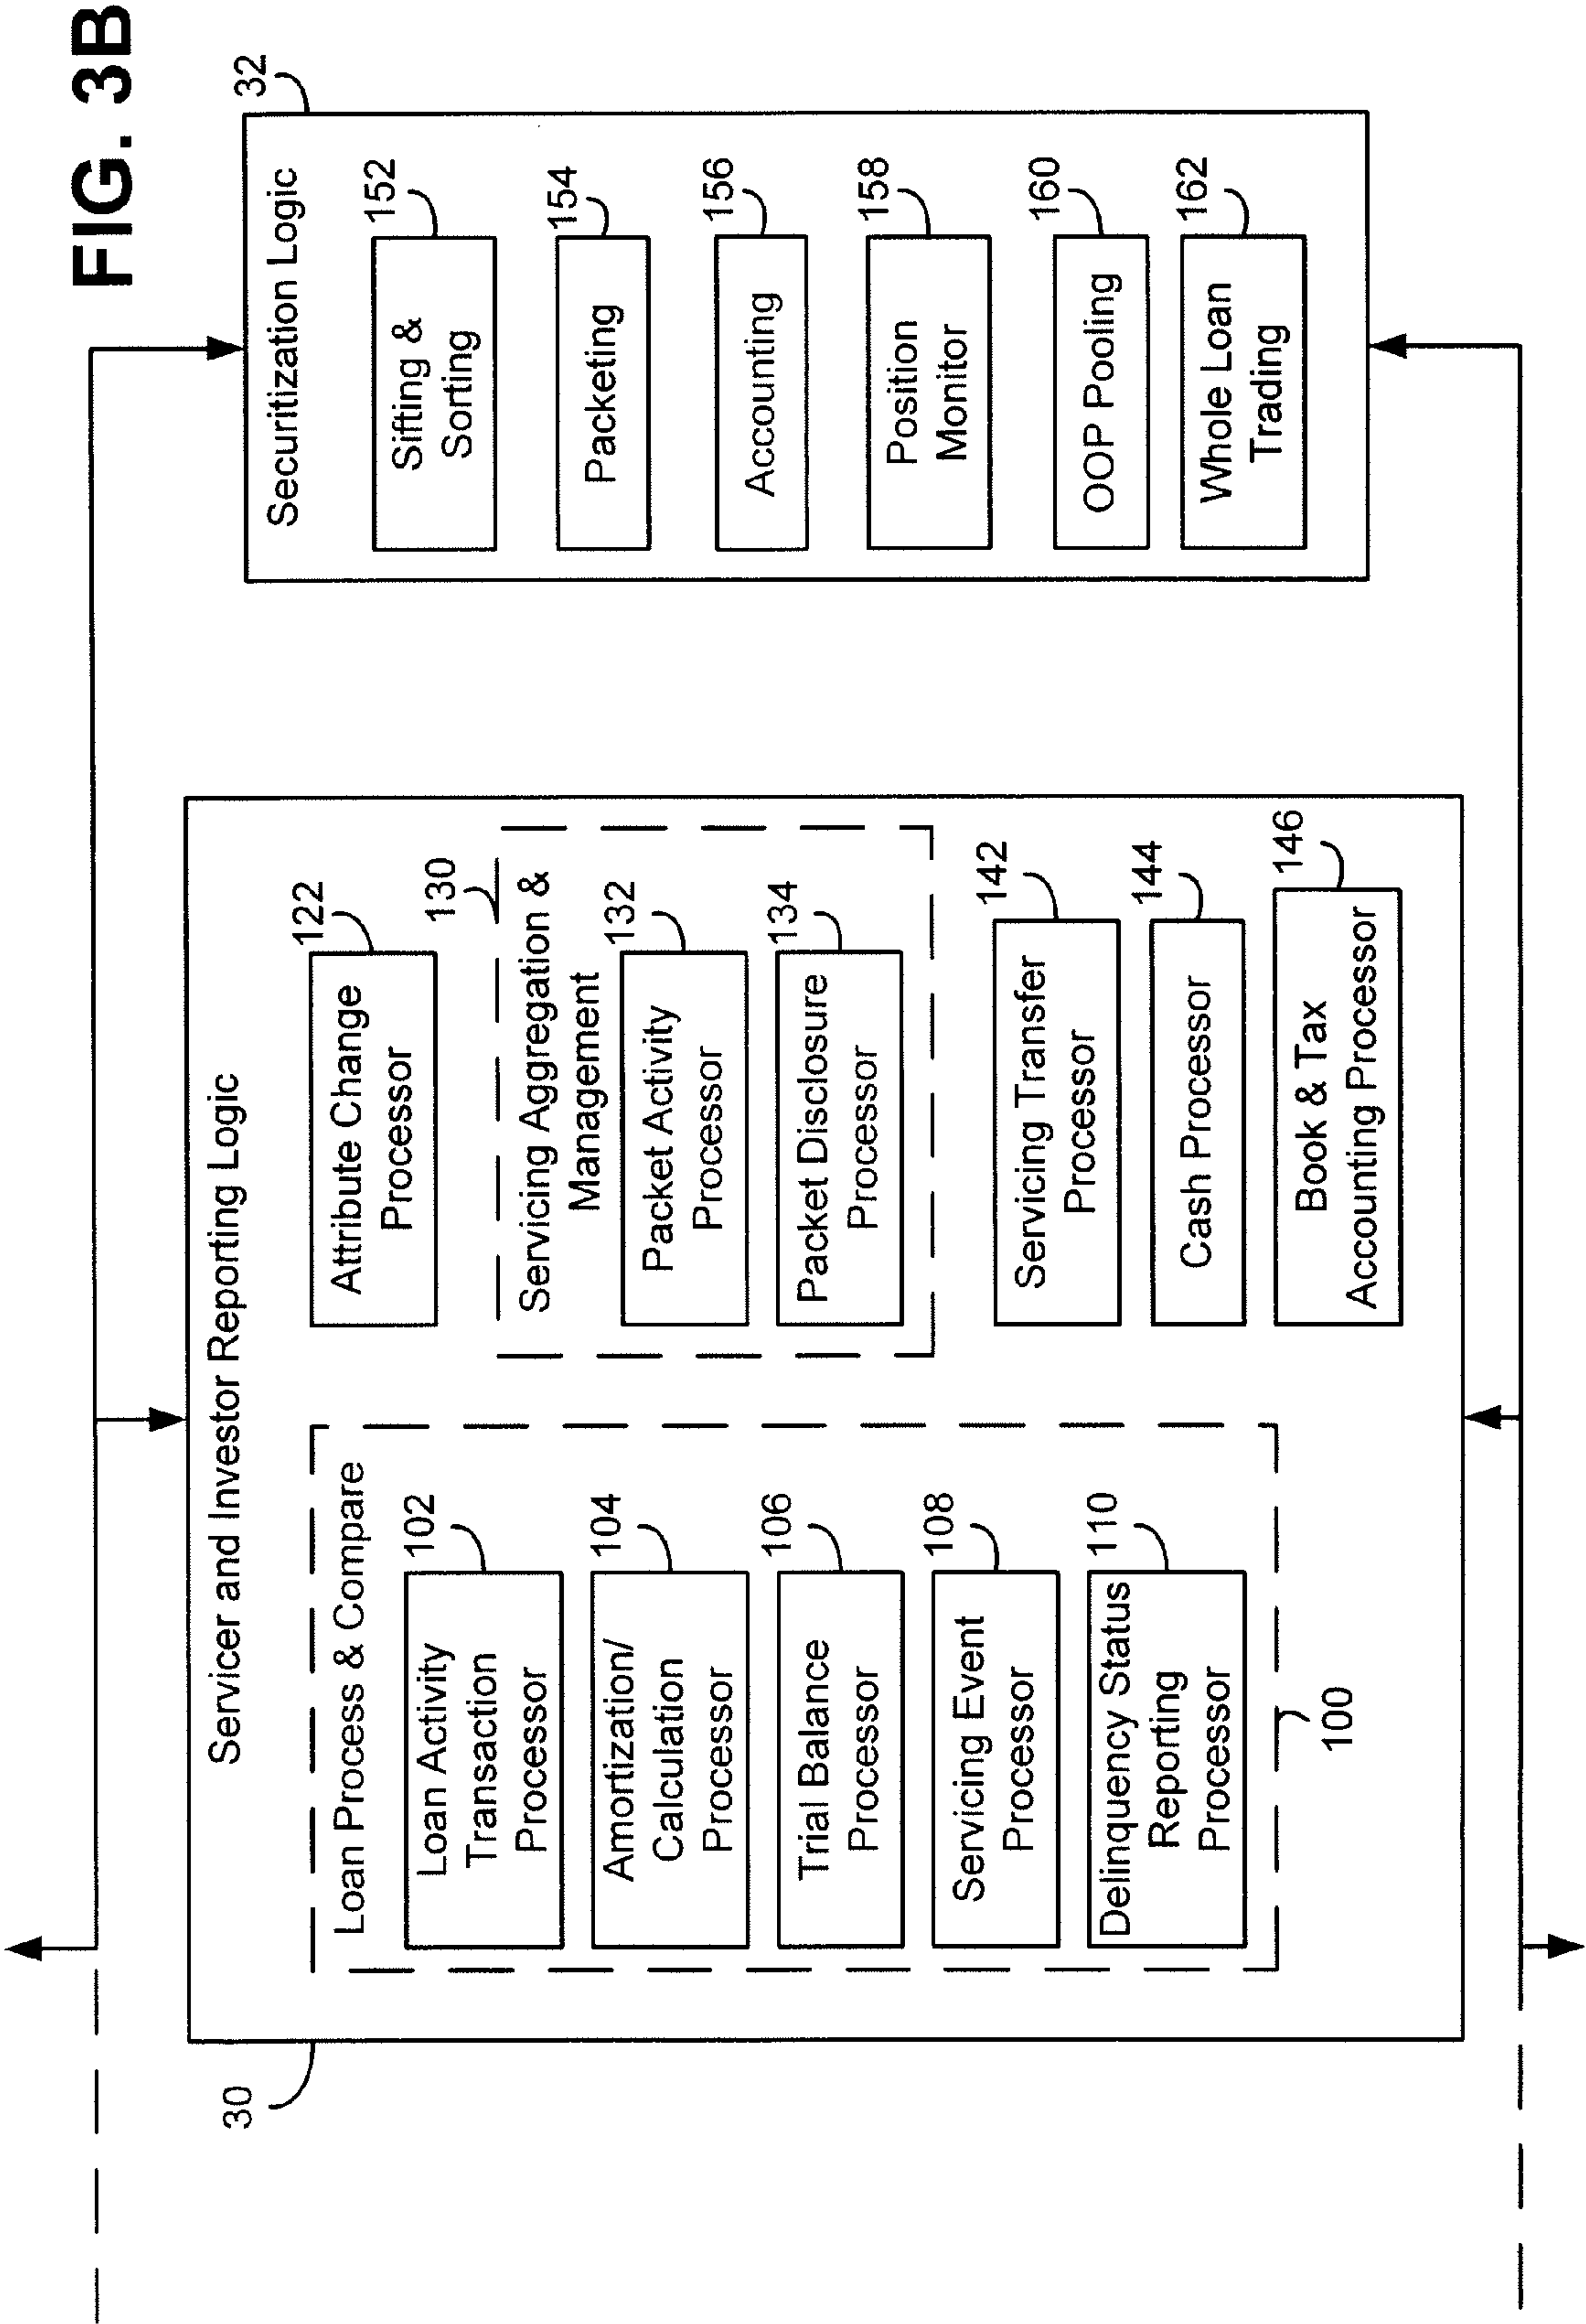 FIG. 3B
Servicer and Investor Reporting Logic
30
Loan Process & Compare
100
Loan Activity
Transaction
Processor
102
Amortization/
Calculation
Processor
104
Trial Balance
Processor
106
Servicing Event
Processor
108
Delinquency Status
Reporting
Processor
110
Attribute Change
Processor
122
130
Servicing Aggregation &
Management
Packet Activity
Processor
132
Packet Disclosure
Processor
134
Servicing Transfer
Processor
142
Cash Processor
144
Book & Tax
Accounting Processor
146
Securitization Logic
32
Sifting &
Sorting
152
Packeting
154
Accounting
156
Position
Monitor
158
OOP Pooling
160
Whole Loan
Trading
162